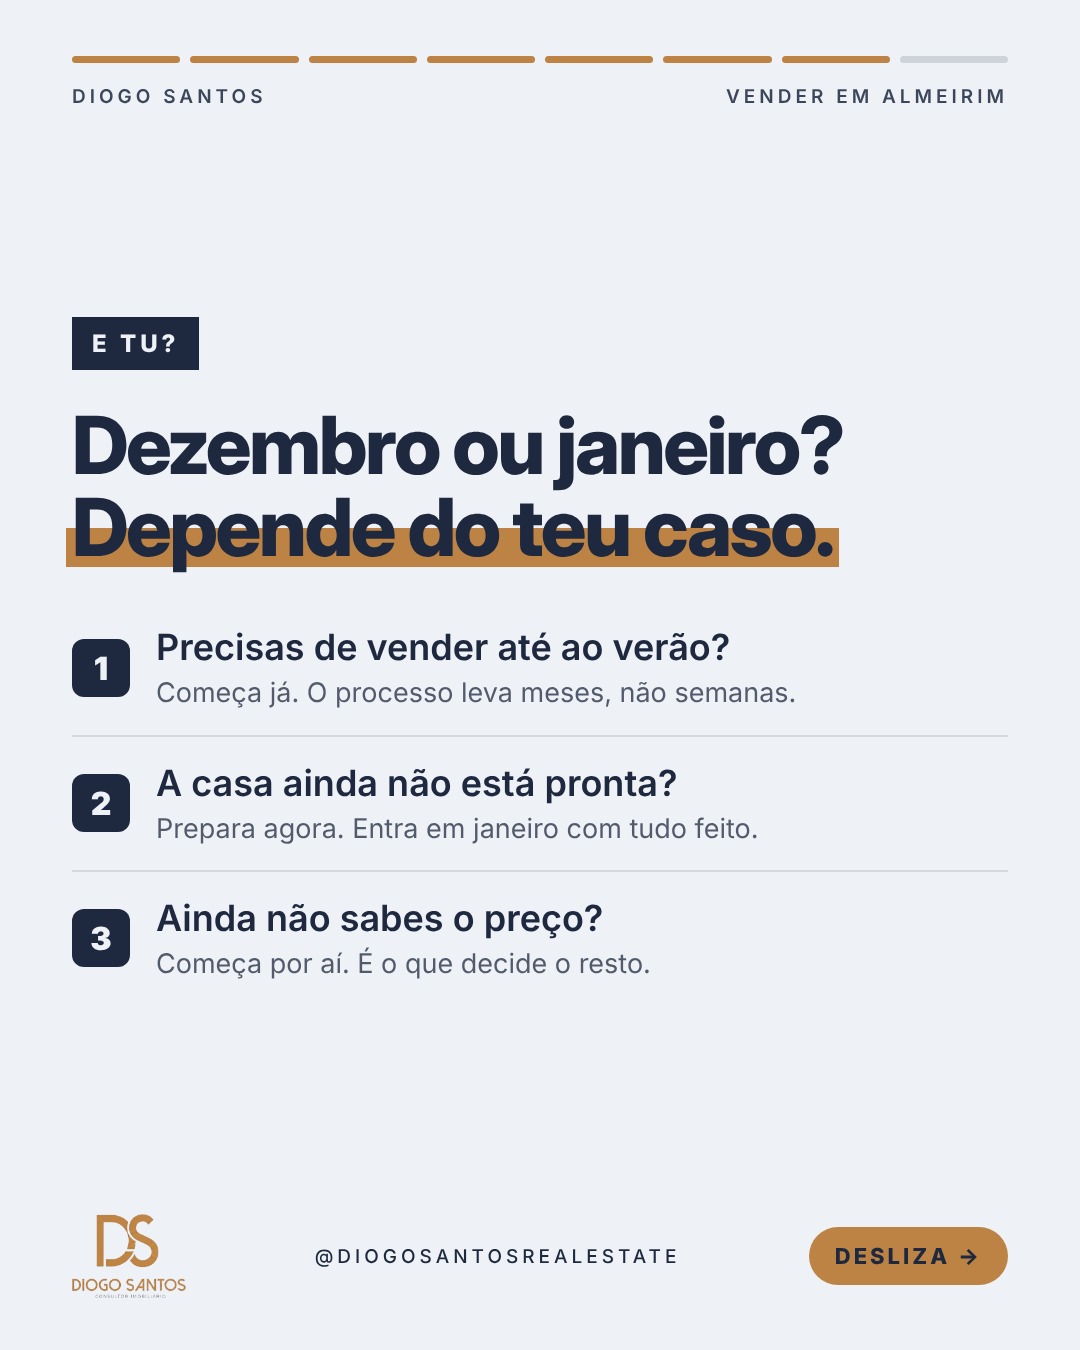 DIOGO SANTOS
VENDER EM ALMEIRIM
E TU?
Dezembro ou janeiro?
Depende do teu caso.
1
Precisas de vender até ao verão?
Começa já. O processo leva meses, não semanas.
2
A casa ainda não está pronta?
Prepara agora. Entra em janeiro com tudo feito.
3
Ainda não sabes o preço?
Começa por aí. É o que decide o resto.
DS
DIOGO SANTOS
CONSULTOR IMOBILIÁRIO
@DIOGOSANTOSREALESTATE
DESLIZA →